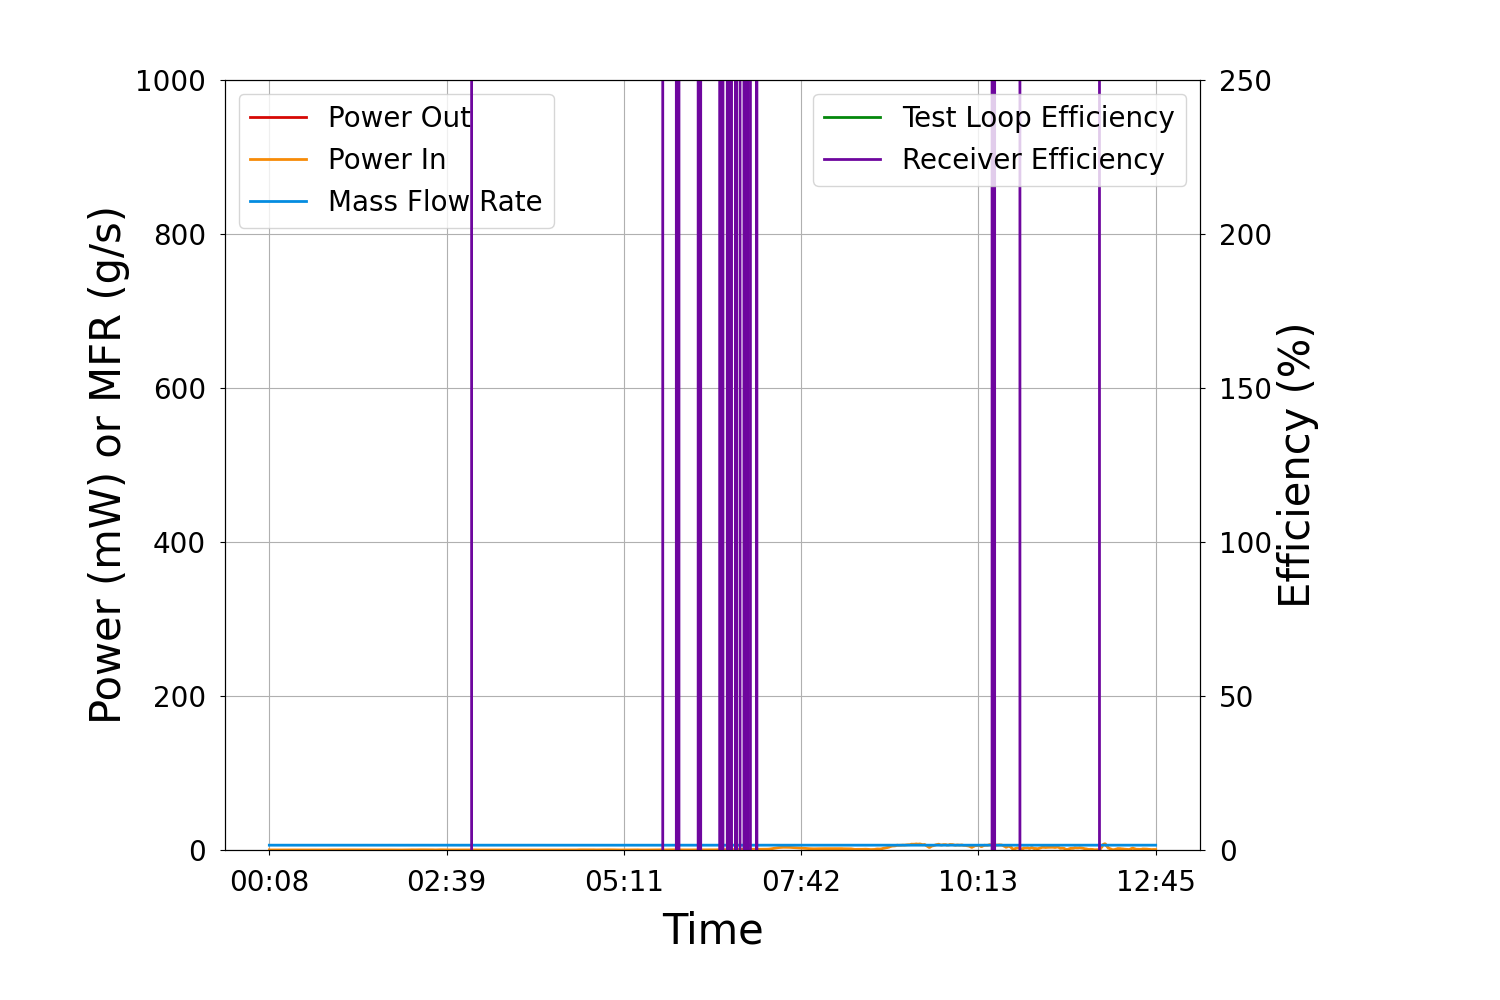 Power (mW) or MFR (g/s)
1000
800
600
400
200
0
Power Out
Power In
Mass Flow Rate
Test Loop Efficiency
Receiver Efficiency
250
200
150
100
50
0
Efficiency (%)
00:08 02:39 05:11 07:42 10:13 12:45
Time